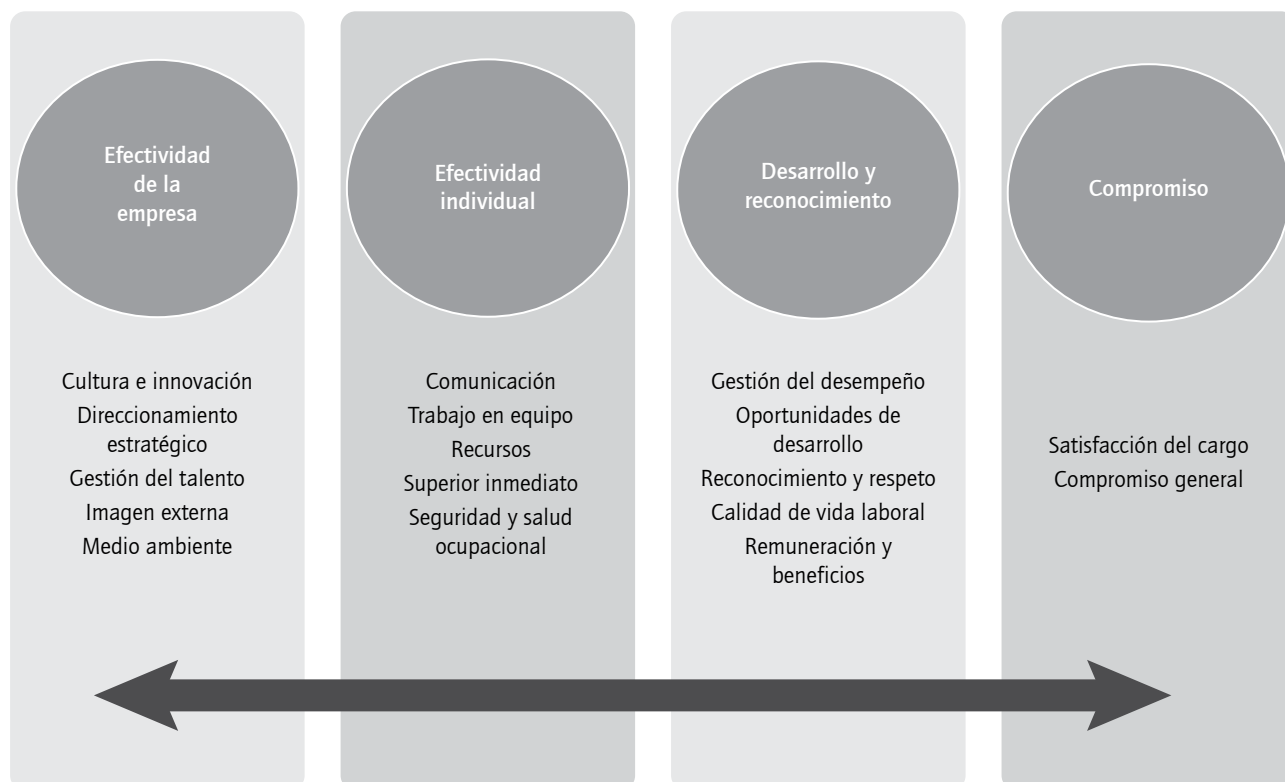 Efectividad
de la
empresa
Cultura e innovación
Direccionamiento
estratégico
Gestión del talento
Imagen externa
Medio ambiente
Efectividad
individual
Comunicación
Trabajo en equipo
Recursos
Superior inmediato
Seguridad y salud
ocupacional
Desarrollo y
reconocimiento
Gestión del desempeño
Oportunidades de
desarrollo
Reconocimiento y respeto
Calidad de vida laboral
Remuneración y
beneficios
Compromiso
Satisfacción del cargo
Compromiso general